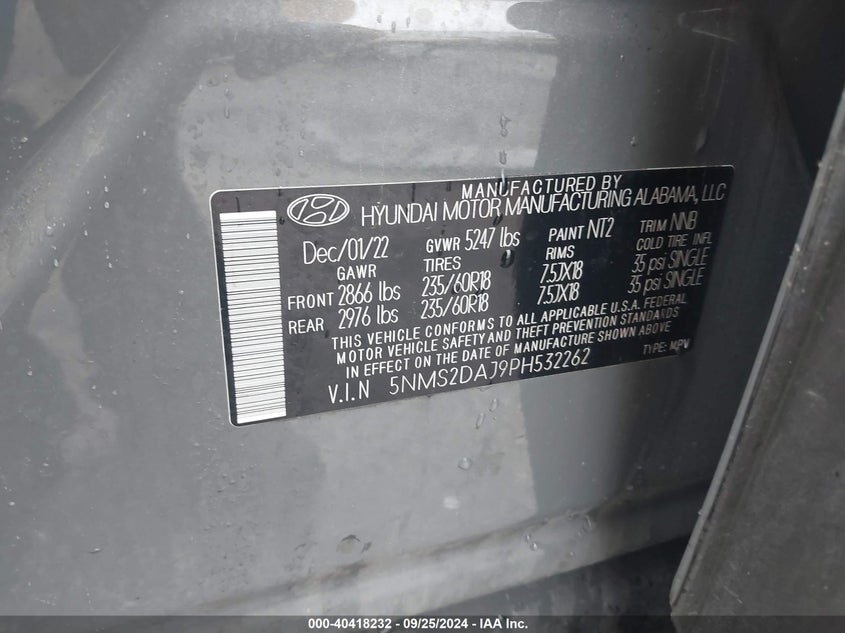 MANUFACTURED BY
HYUNDAI MOTOR MANUFACTURING ALABAMA, LLC
Dec/01/22 GVWR 5247 lbs PAINT NT2 TRIM NNB
GAWR TIRES RIMS COLD TIRE INFL
FRONT 2866 lbs 235/60R18 7.5JX18 35 psi SINGLE
REAR 2976 lbs 235/60R18 7.5JX18 35 psi SINGLE
THIS VEHICLE CONFORMS TO ALL APPLICABLE U.S.A. FEDERAL
MOTOR VEHICLE SAFETY AND THEFT PREVENTION STANDARDS
IN EFFECT ON THE DATE OF MANUFACTURE SHOWN ABOVE
V.I.N 5NMS2DAJ9PH532262 TYPE: MPV
000-40418232 - 09/25/2024 - IAAI.com